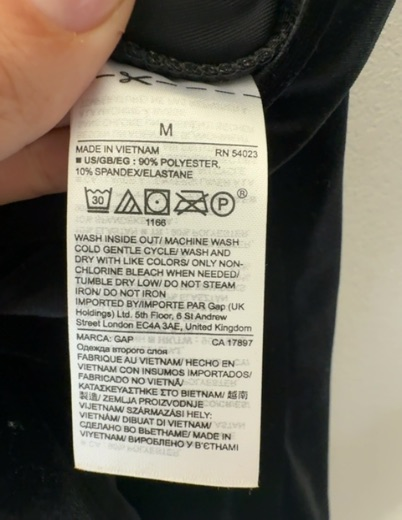 M
MADE IN VIETNAM RN 54023
■ US/GB/EG : 90% POLYESTER,
10% SPANDEX/ELASTANE
30 P ®
1166
WASH INSIDE OUT/ MACHINE WASH
COLD GENTLE CYCLE/ WASH AND
DRY WITH LIKE COLORS/ ONLY NON-
CHLORINE BLEACH WHEN NEEDED/
TUMBLE DRY LOW/ DO NOT STEAM
IRON/ DO NOT IRON
IMPORTED BY/IMPORTE PAR Gap (UK
Holdings) Ltd. 5th Floor, 6 St Andrew
Street London EC4A 3AE, United Kingdom
MARCA: GAP CA 17897
Одежда второго слоя
FABRIQUE AU VIETNAM/ HECHO EN
VIETNAM CON INSUMOS IMPORTADOS/
FABRICADO NO VIETNÃ/
ΚΑΤΑΣΚΕΥΑΣΤΗΚΕ ΣΤΟ ΒΙΕΤΝΑΜ/ 越南
製造/ ZEMLJA PROIZVODNJE
VIJETNAM/ SZÁRMAZÁSI HELY:
VIETNÁM/ DIBUAT DI VIETNAM/
СДЕЛАНО ВО ВЬЕТНАМЕ/ MADE IN
VIYETNAM/ ВИРОБЛЕНО У В'ЄТНАМІ